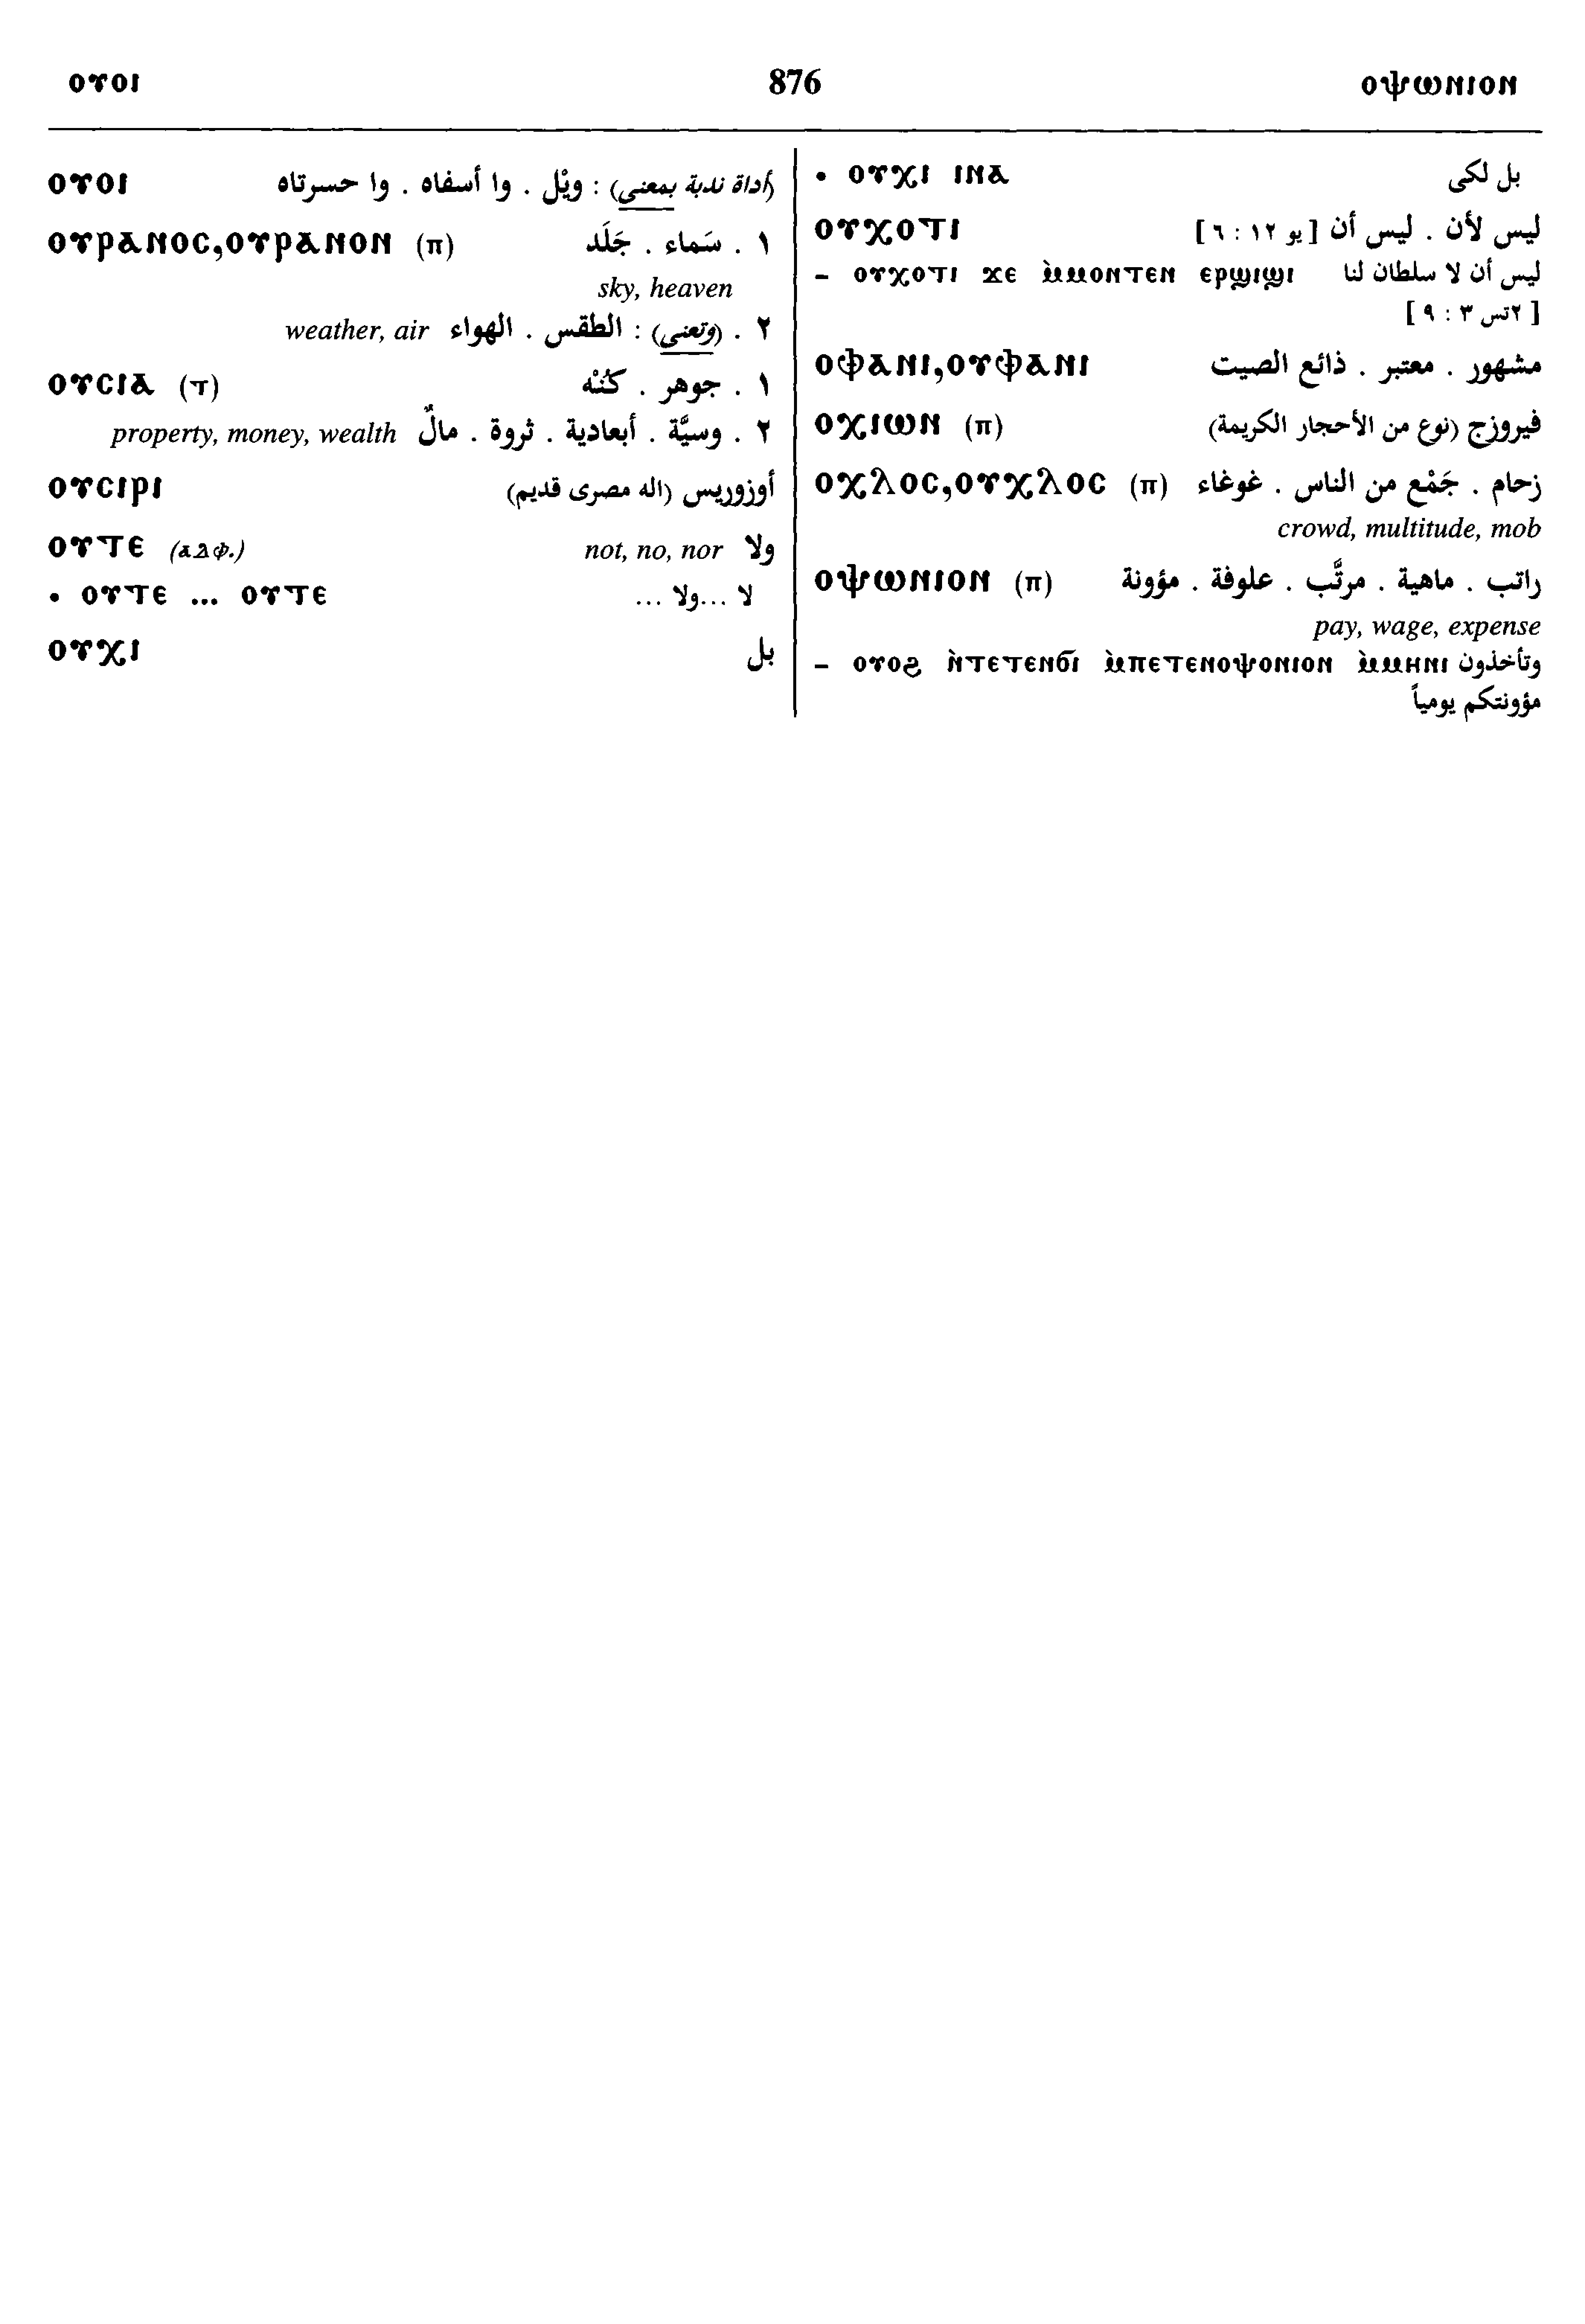 ⲟⲩⲟⲓ 876 ⲟⲯⲱⲛⲓⲟⲛ
ⲟⲩⲟⲓ (أداة ندبة بمعنى) : ويْل . وا أسفاه . وا حسرتاه
ⲟⲩⲣⲁⲛⲟⲥ,ⲟⲩⲣⲁⲛⲟⲛ (ⲡ) ١ . سَماء . جَلَد
sky, heaven
٢ . (وتعنى) : الطقس . الهواء weather, air
ⲟⲩⲥⲓⲁ (ⲧ) ١ . جوهر . كُنْه
٢ . وسيَّة . أبعادية . ثروة . مالٌ property, money, wealth
ⲟⲩⲥⲓⲣⲓ أوزوريس (اله مصرى قديم)
ⲟⲩⲧⲉ (ⲁⲇⲫ.) ولا not, no, nor
• ⲟⲩⲧⲉ ... ⲟⲩⲧⲉ لا ...ولا ...
ⲟⲩⲭⲓ بل
• ⲟⲩⲭⲓ ⲓⲛⲁ بل لكى
ⲟⲩⲭⲟⲧⲓ ليس لأن . ليس أن [يو ١٢ : ٦]
– ⲟⲩⲭⲟⲧⲓ ϫⲉ ⲙ̀ⲙⲟⲛⲧⲉⲛ ⲉⲣϣⲓϣⲓ ليس أن لا سلطان لنا
[٢تس ٣ : ٩]
ⲟⲫⲁⲛⲓ,ⲟⲩⲫⲁⲛⲓ مشهور . معتبر . ذائع الصيت
ⲟⲭⲓⲱⲛ (ⲡ) فيروزج (نوع من الأحجار الكريمة)
ⲟⲭⲗⲟⲥ,ⲟⲩⲭⲗⲟⲥ (ⲡ) زحام . جَمْع من الناس . غوغاء
crowd, multitude, mob
ⲟⲯⲱⲛⲓⲟⲛ (ⲡ) راتب . ماهية . مرتَّب . علوفة . مؤونة
pay, wage, expense
– ⲟⲩⲟϩ ⲛ̀ⲧⲉⲧⲉⲛϭⲓ ⲙ̀ⲡⲉⲧⲉⲛⲟⲯⲟⲛⲓⲟⲛ ⲙ̀ⲙⲏⲛⲓ وتأخذون
مؤونتكم يومياً